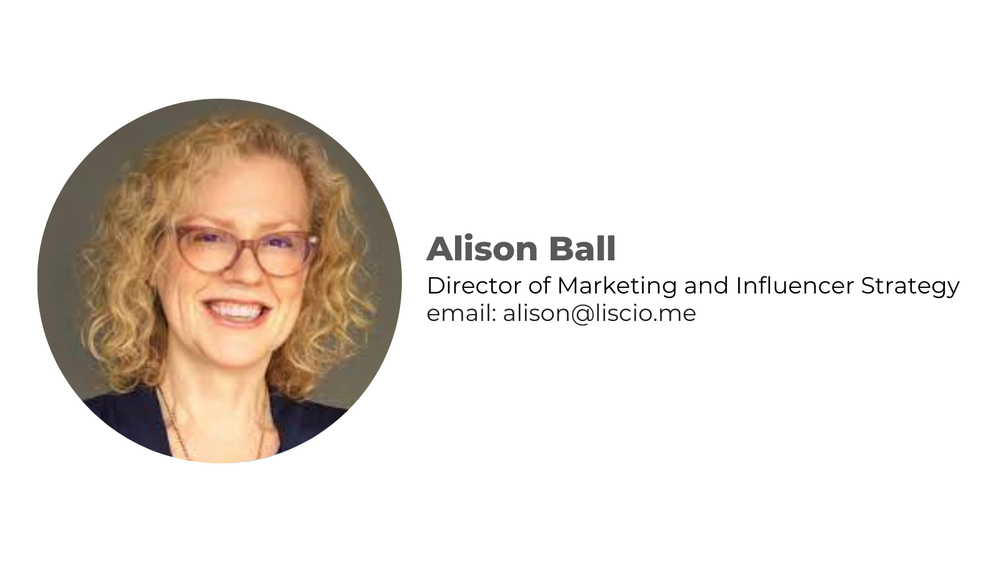 Alison Ball
Director of Marketing and Influencer Strategy
email: alison@liscio.me